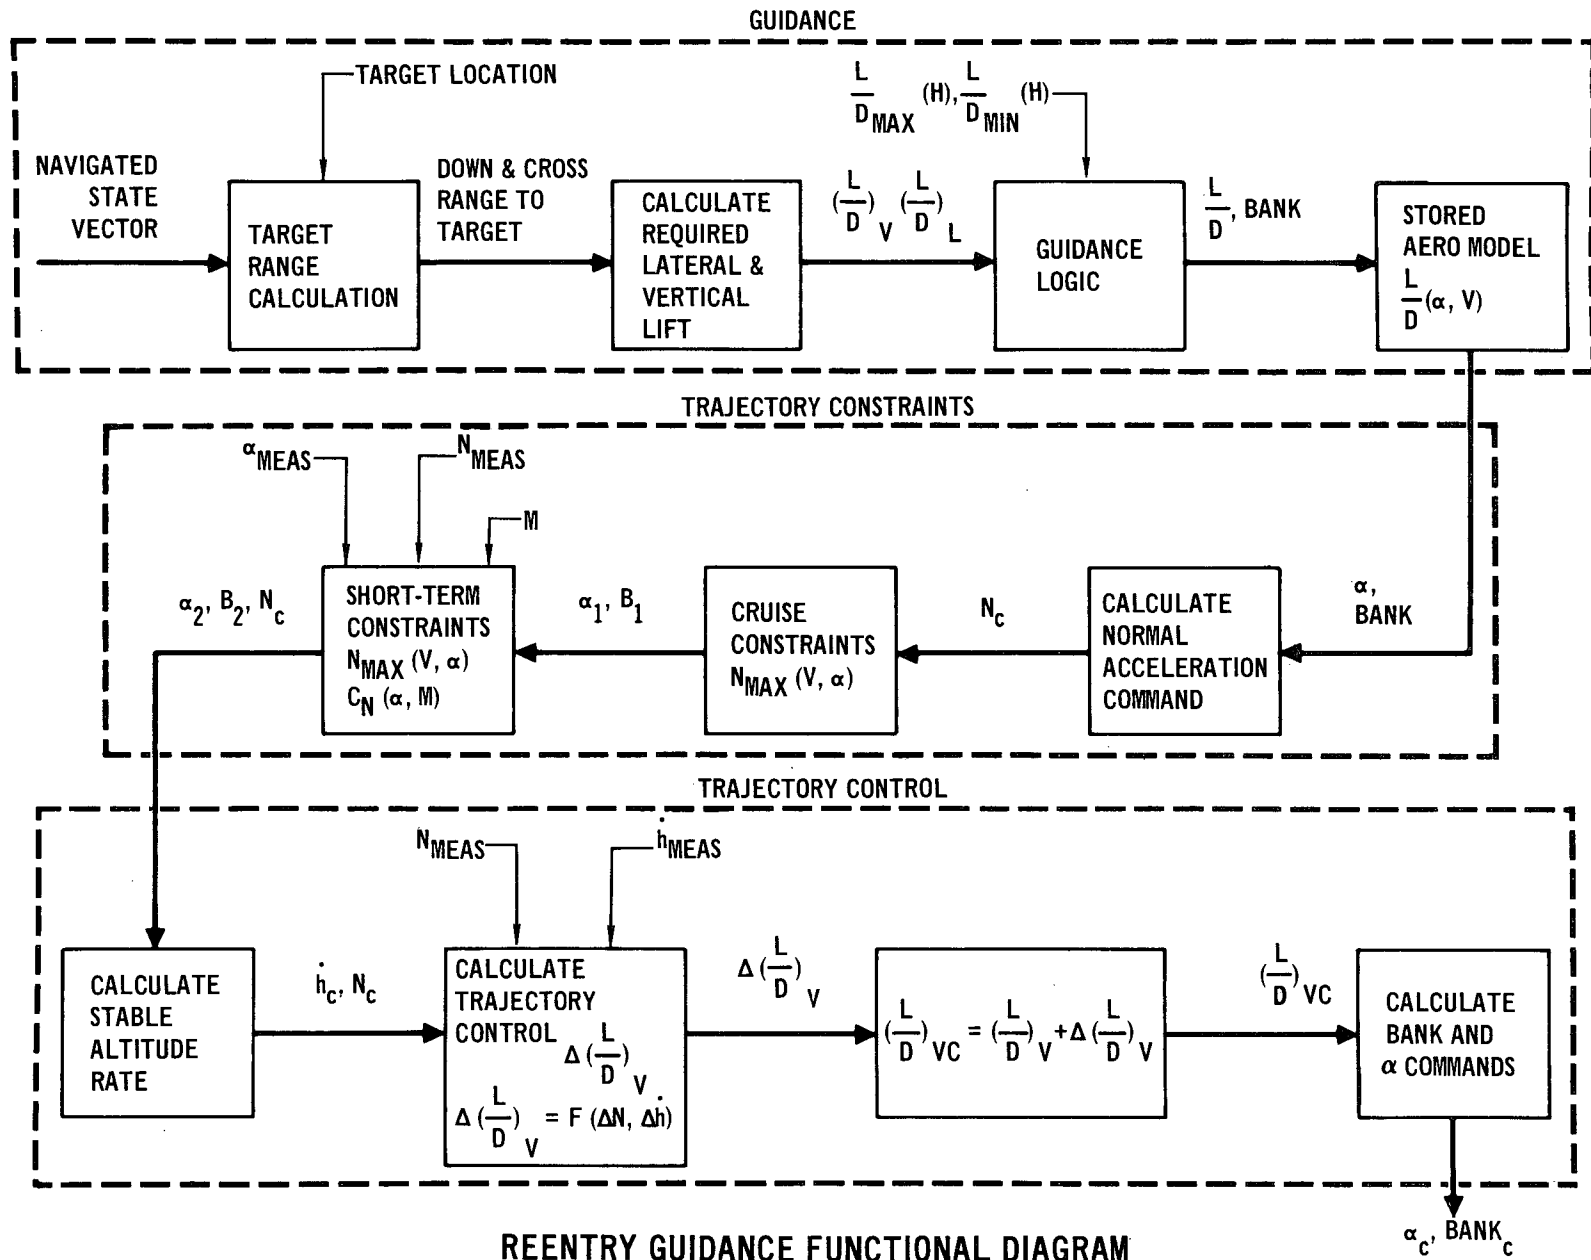 GUIDANCE
TARGET LOCATION
L/D MAX (H), L/D MIN (H)
NAVIGATED
STATE
VECTOR
TARGET
RANGE
CALCULATION
DOWN & CROSS
RANGE TO
TARGET
CALCULATE
REQUIRED
LATERAL &
VERTICAL
LIFT
(L/D)V (L/D)L
GUIDANCE
LOGIC
L/D, BANK
STORED
AERO MODEL
L/D (α, V)
TRAJECTORY CONSTRAINTS
αMEAS
NMEAS
M
α2, B2, Nc
SHORT-TERM
CONSTRAINTS
NMAX (V, α)
CN (α, M)
α1, B1
CRUISE
CONSTRAINTS
NMAX (V, α)
Nc
CALCULATE
NORMAL
ACCELERATION
COMMAND
α,
BANK
TRAJECTORY CONTROL
NMEAS
ḣMEAS
CALCULATE
STABLE
ALTITUDE
RATE
ḣc, Nc
CALCULATE
TRAJECTORY
CONTROL Δ(L/D)V
Δ(L/D)V = F (ΔN, Δḣ)
Δ(L/D)V
(L/D)VC = (L/D)V + Δ(L/D)V
(L/D)VC
CALCULATE
BANK AND
α COMMANDS
αc, BANKc
REENTRY GUIDANCE FUNCTIONAL DIAGRAM